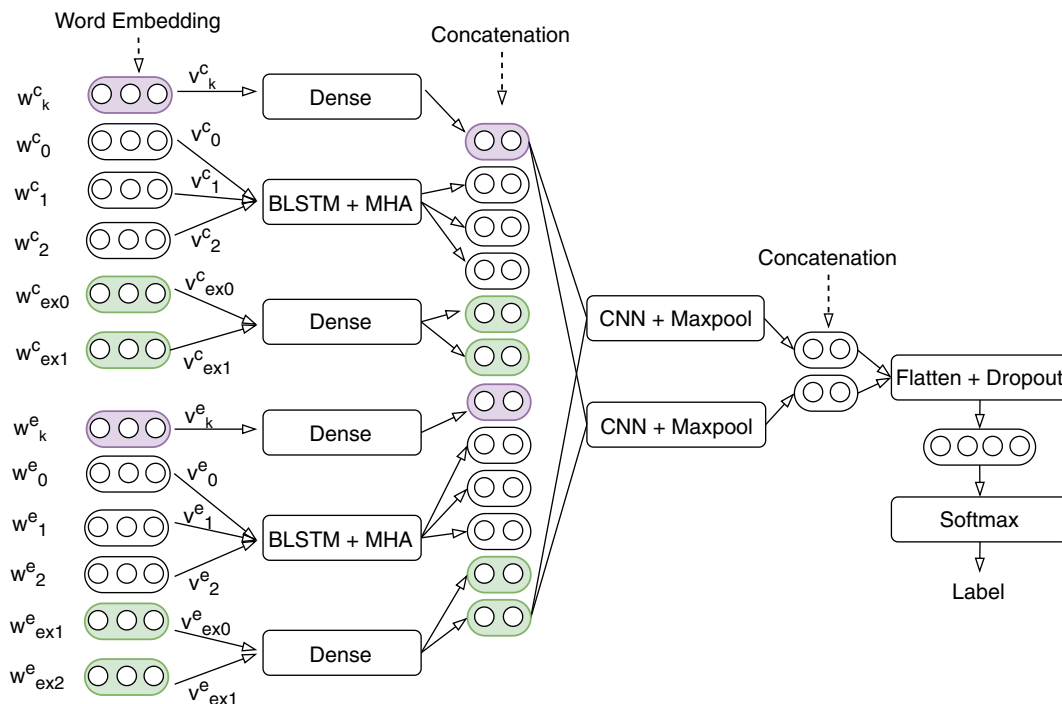 Word Embedding
Concatenation
w^c_k
v^c_k
Dense
w^c_0
v^c_0
w^c_1
v^c_1
BLSTM + MHA
w^c_2
v^c_2
w^c_ex0
v^c_ex0
Dense
w^c_ex1
v^c_ex1
Concatenation
CNN + Maxpool
Flatten + Dropout
w^e_k
v^e_k
Dense
CNN + Maxpool
w^e_0
v^e_0
w^e_1
v^e_1
BLSTM + MHA
Softmax
w^e_2
v^e_2
Label
w^e_ex1
v^e_ex0
Dense
w^e_ex2
v^e_ex1